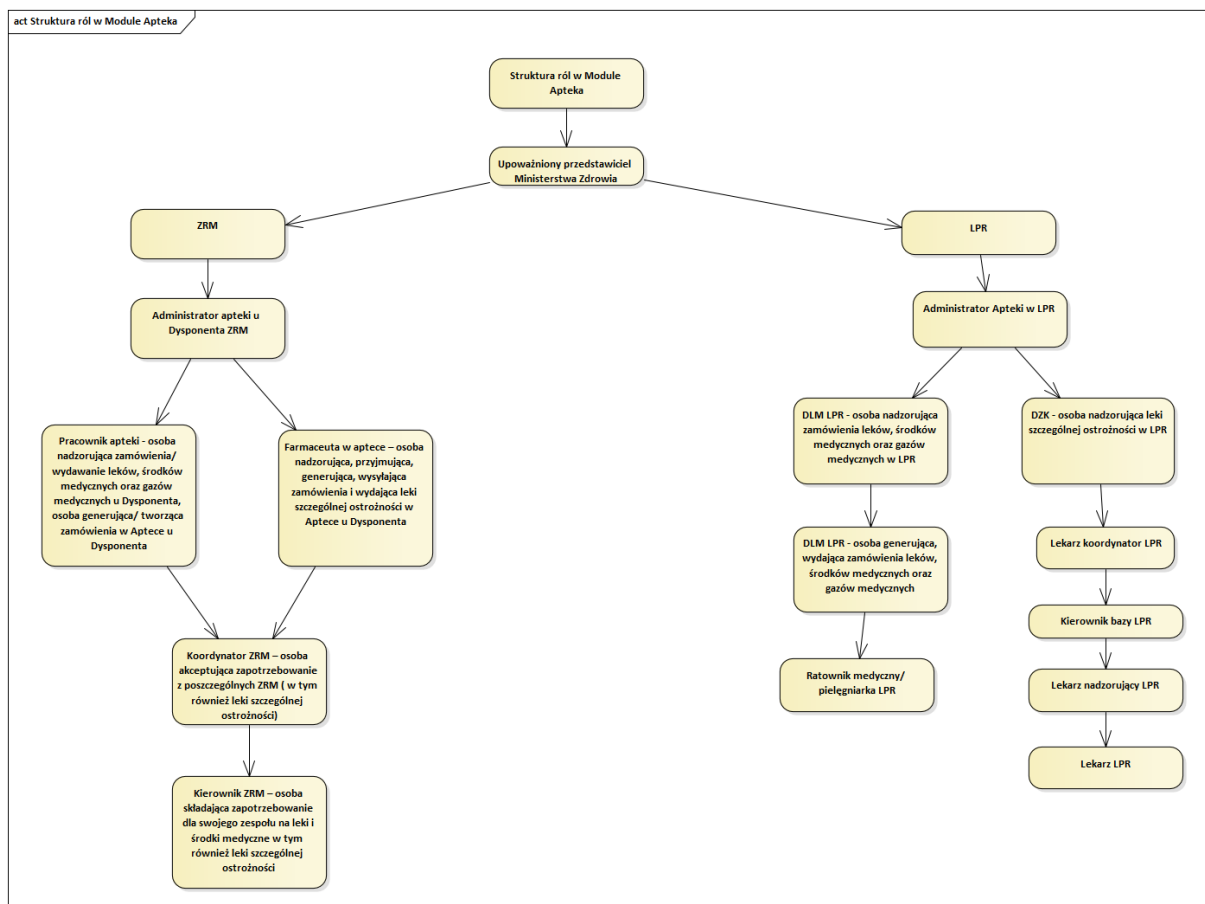 act Struktura ról w Module Apteka
Struktura ról w Module
Apteka
Upoważniony przedstawiciel
Ministerstwa Zdrowia
ZRM
Administrator apteki u
Dysponenta ZRM
Pracownik apteki - osoba
nadzorująca zamówienia/
wydawanie leków, środków
medycznych oraz gazów
medycznych u Dysponenta,
osoba generująca/ tworząca
zamówienia w Aptece u
Dysponenta
Farmaceuta w aptece – osoba
nadzorująca, przyjmująca,
generująca, wysyłająca
zamówienia i wydająca leki
szczególnej ostrożności w
Aptece u Dysponenta
Koordynator ZRM – osoba
akceptująca zapotrzebowanie
z poszczególnych ZRM ( w tym
również leki szczególnej
ostrożności)
Kierownik ZRM – osoba
składająca zapotrzebowanie
dla swojego zespołu na leki i
środki medyczne w tym
również leki szczególnej
ostrożności
LPR
Administrator Apteki w LPR
DLM LPR - osoba nadzorująca
zamówienia leków, środków
medycznych oraz gazów
medycznych w LPR
DLM LPR - osoba generująca,
wydająca zamówienia leków,
środków medycznych oraz
gazów medycznych
Ratownik medyczny/
pielęgniarka LPR
DZK - osoba nadzorująca leki
szczególnej ostrożności w LPR
Lekarz koordynator LPR
Kierownik bazy LPR
Lekarz nadzorujący LPR
Lekarz LPR